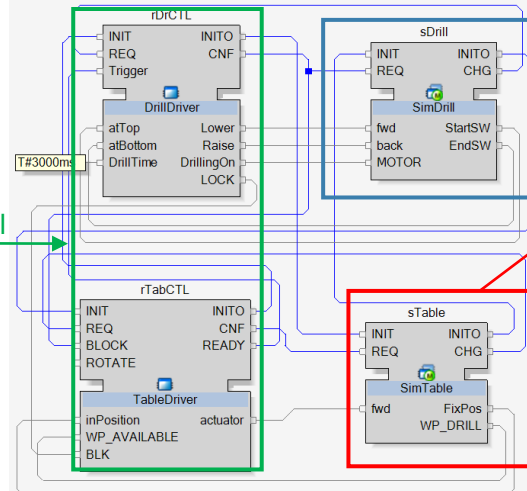 rDrCTL
INIT INITO
REQ CNF
Trigger
DrillDriver
atTop Lower
atBottom Raise
T#3000ms DrillTime DrillingOn
LOCK
sDrill
INIT INITO
REQ CHG
SimDrill
fwd StartSW
back EndSW
MOTOR
l
rTabCTL
INIT INITO
REQ CNF
BLOCK READY
ROTATE
TableDriver
inPosition actuator
WP_AVAILABLE
BLK
sTable
INIT INITO
REQ CHG
SimTable
fwd FixPos
WP_DRILL